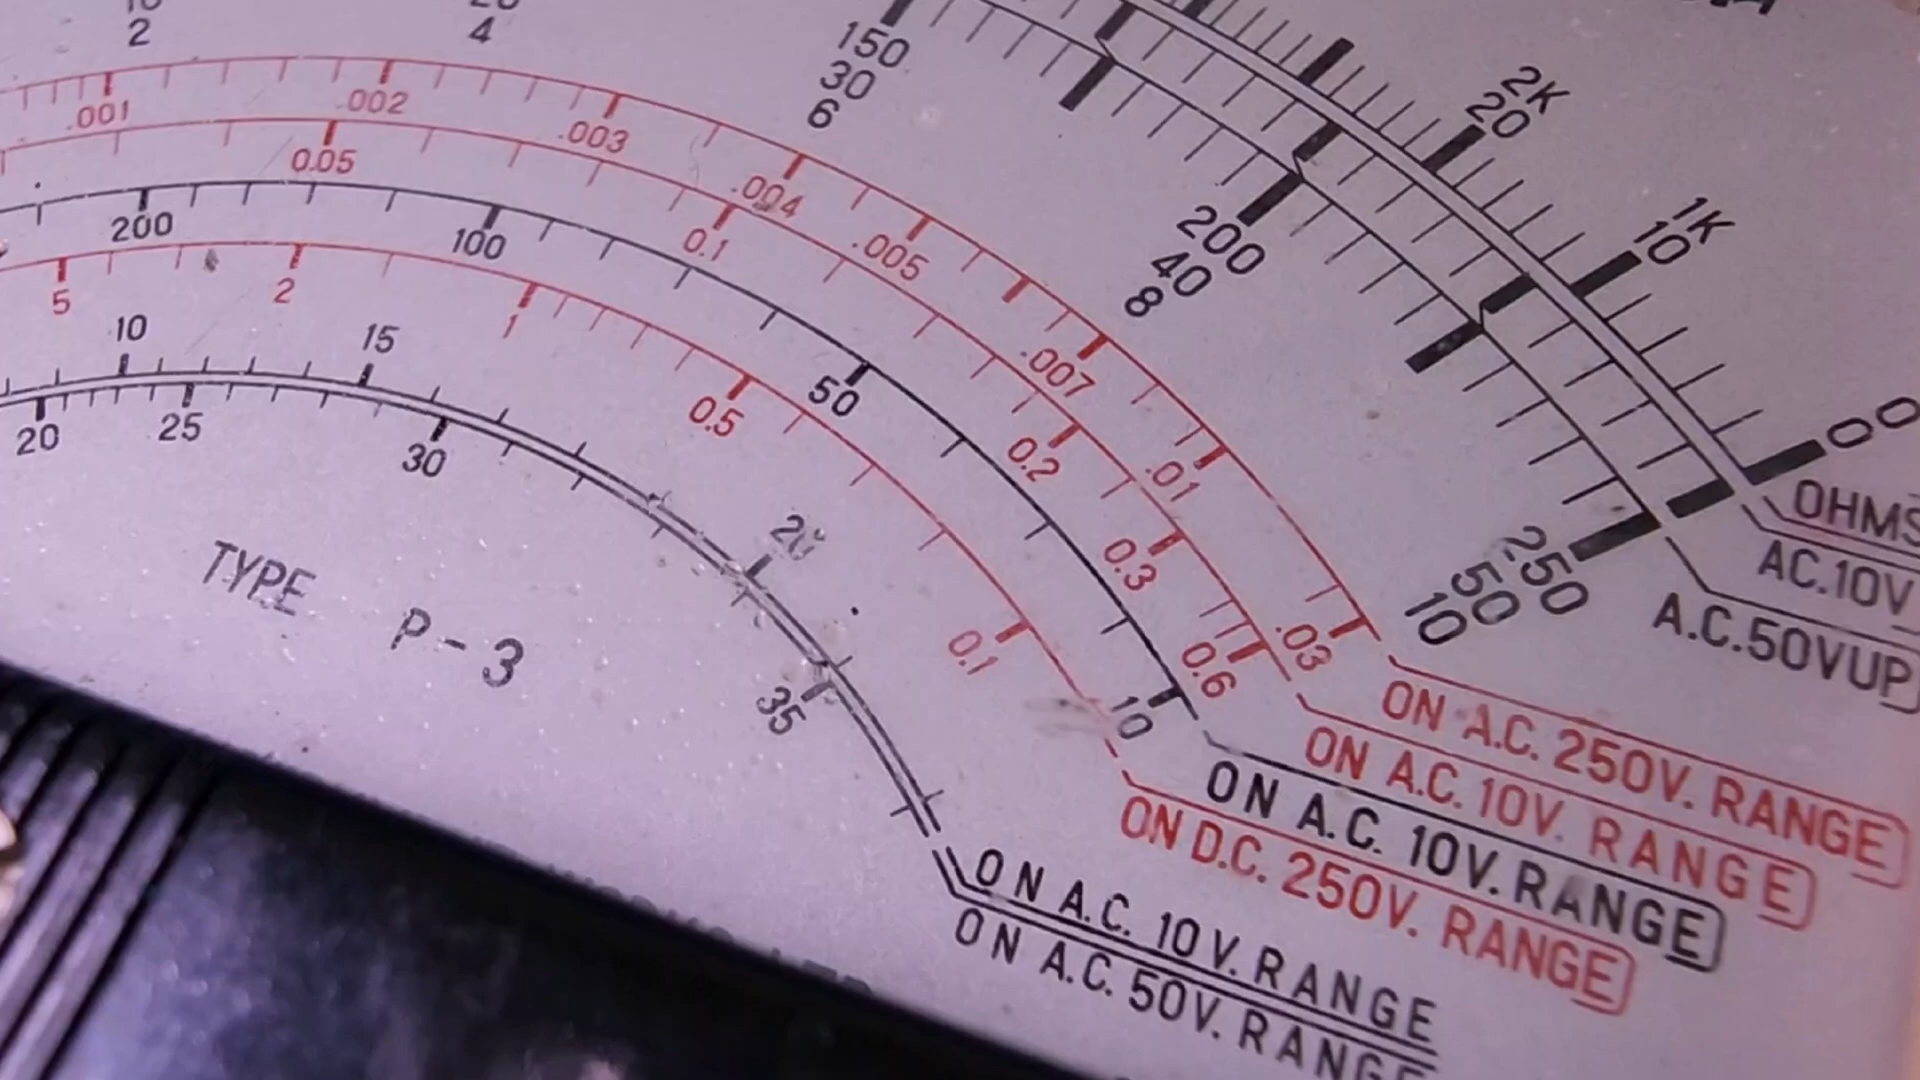 2 4
150
30
6
2K
20
1K
10
0
0
.001 .002 .003 .004 .005 .007 .01 .03
0.05 0.1 0.2 0.3 0.6
200 100 50 10
5 2 1 0.5 0.1
10 15 20
20 25 30 35
200
40
8
250
50
10
OHMS
AC.10V
A.C.50VUP
TYPE P-3
ON A.C. 250V. RANGE
ON A.C. 10V. RANGE
ON A.C. 10V. RANGE
ON D.C. 250V. RANGE
ON A.C. 10V. RANGE
ON A.C. 50V. RANGE